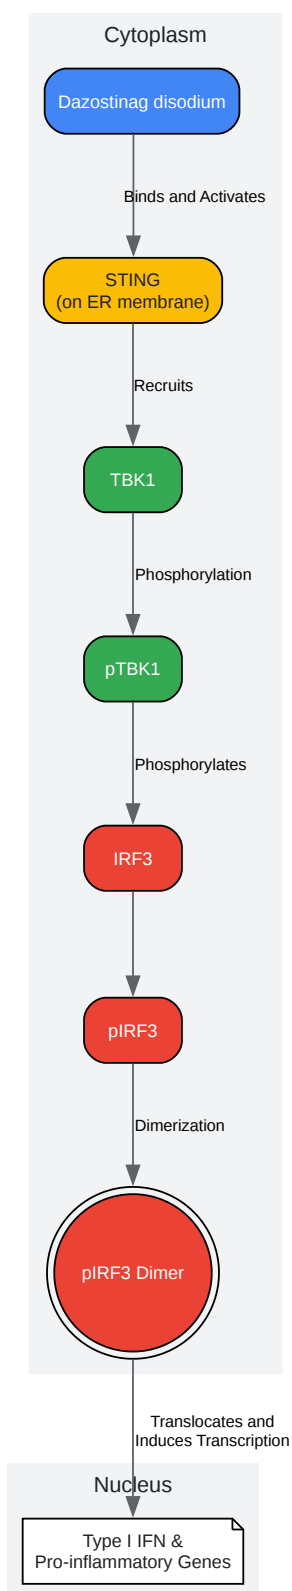 Cytoplasm
Dazostinag disodium
Binds and Activates
STING
(on ER membrane)
Recruits
TBK1
Phosphorylation
pTBK1
Phosphorylates
IRF3
pIRF3
Dimerization
pIRF3 Dimer
Translocates and
Induces Transcription
Nucleus
Type I IFN &
Pro-inflammatory Genes